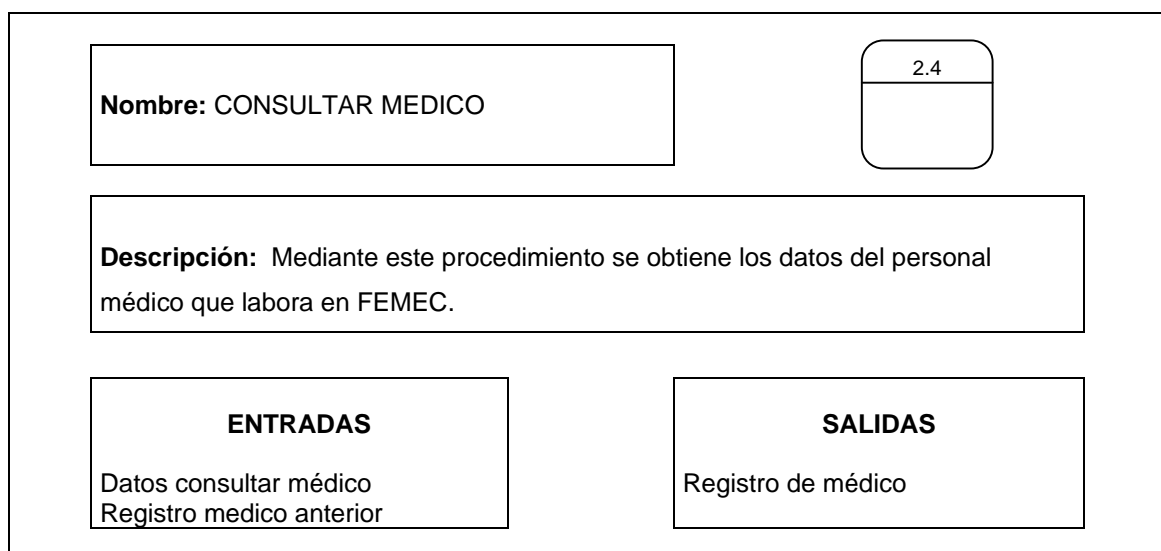 2.4
Nombre: CONSULTAR MEDICO
Descripción: Mediante este procedimiento se obtiene los datos del personal
médico que labora en FEMEC.
ENTRADAS
Datos consultar médico
Registro medico anterior
SALIDAS
Registro de médico